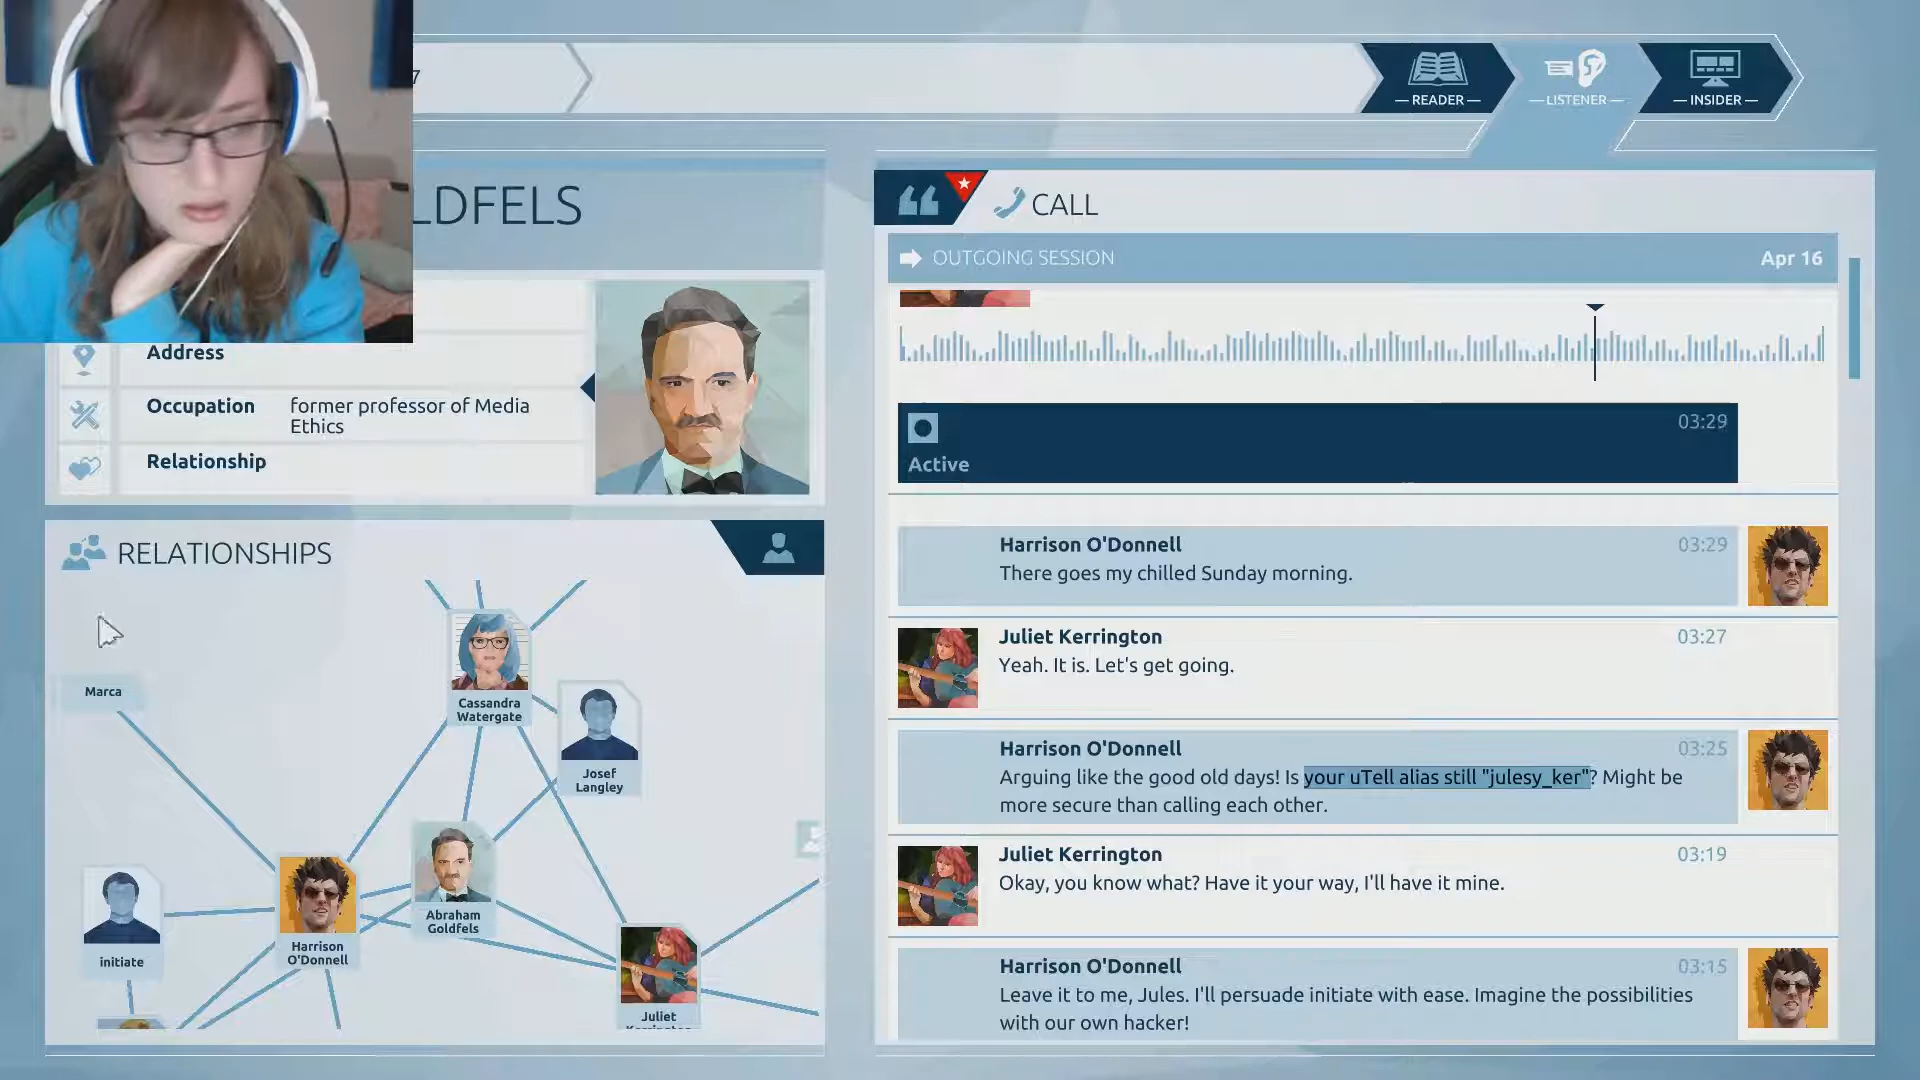 7
READER
LISTENER
INSIDER
LDFELS
CALL
OUTGOING SESSION
Apr 16
Address
Occupation
former professor of Media
Ethics
Relationship
03:29
Active
Harrison O'Donnell
03:29
There goes my chilled Sunday morning.
RELATIONSHIPS
Juliet Kerrington
03:27
Yeah. It is. Let's get going.
Marca
Cassandra
Watergate
Josef
Langley
Harrison O'Donnell
03:25
Arguing like the good old days! Is your uTell alias still "julesy_ker"? Might be
more secure than calling each other.
Juliet Kerrington
03:19
Okay, you know what? Have it your way, I'll have it mine.
Abraham
Goldfels
Harrison
O'Donnell
initiate
Juliet
Kerrington
Harrison O'Donnell
03:15
Leave it to me, Jules. I'll persuade initiate with ease. Imagine the possibilities
with our own hacker!